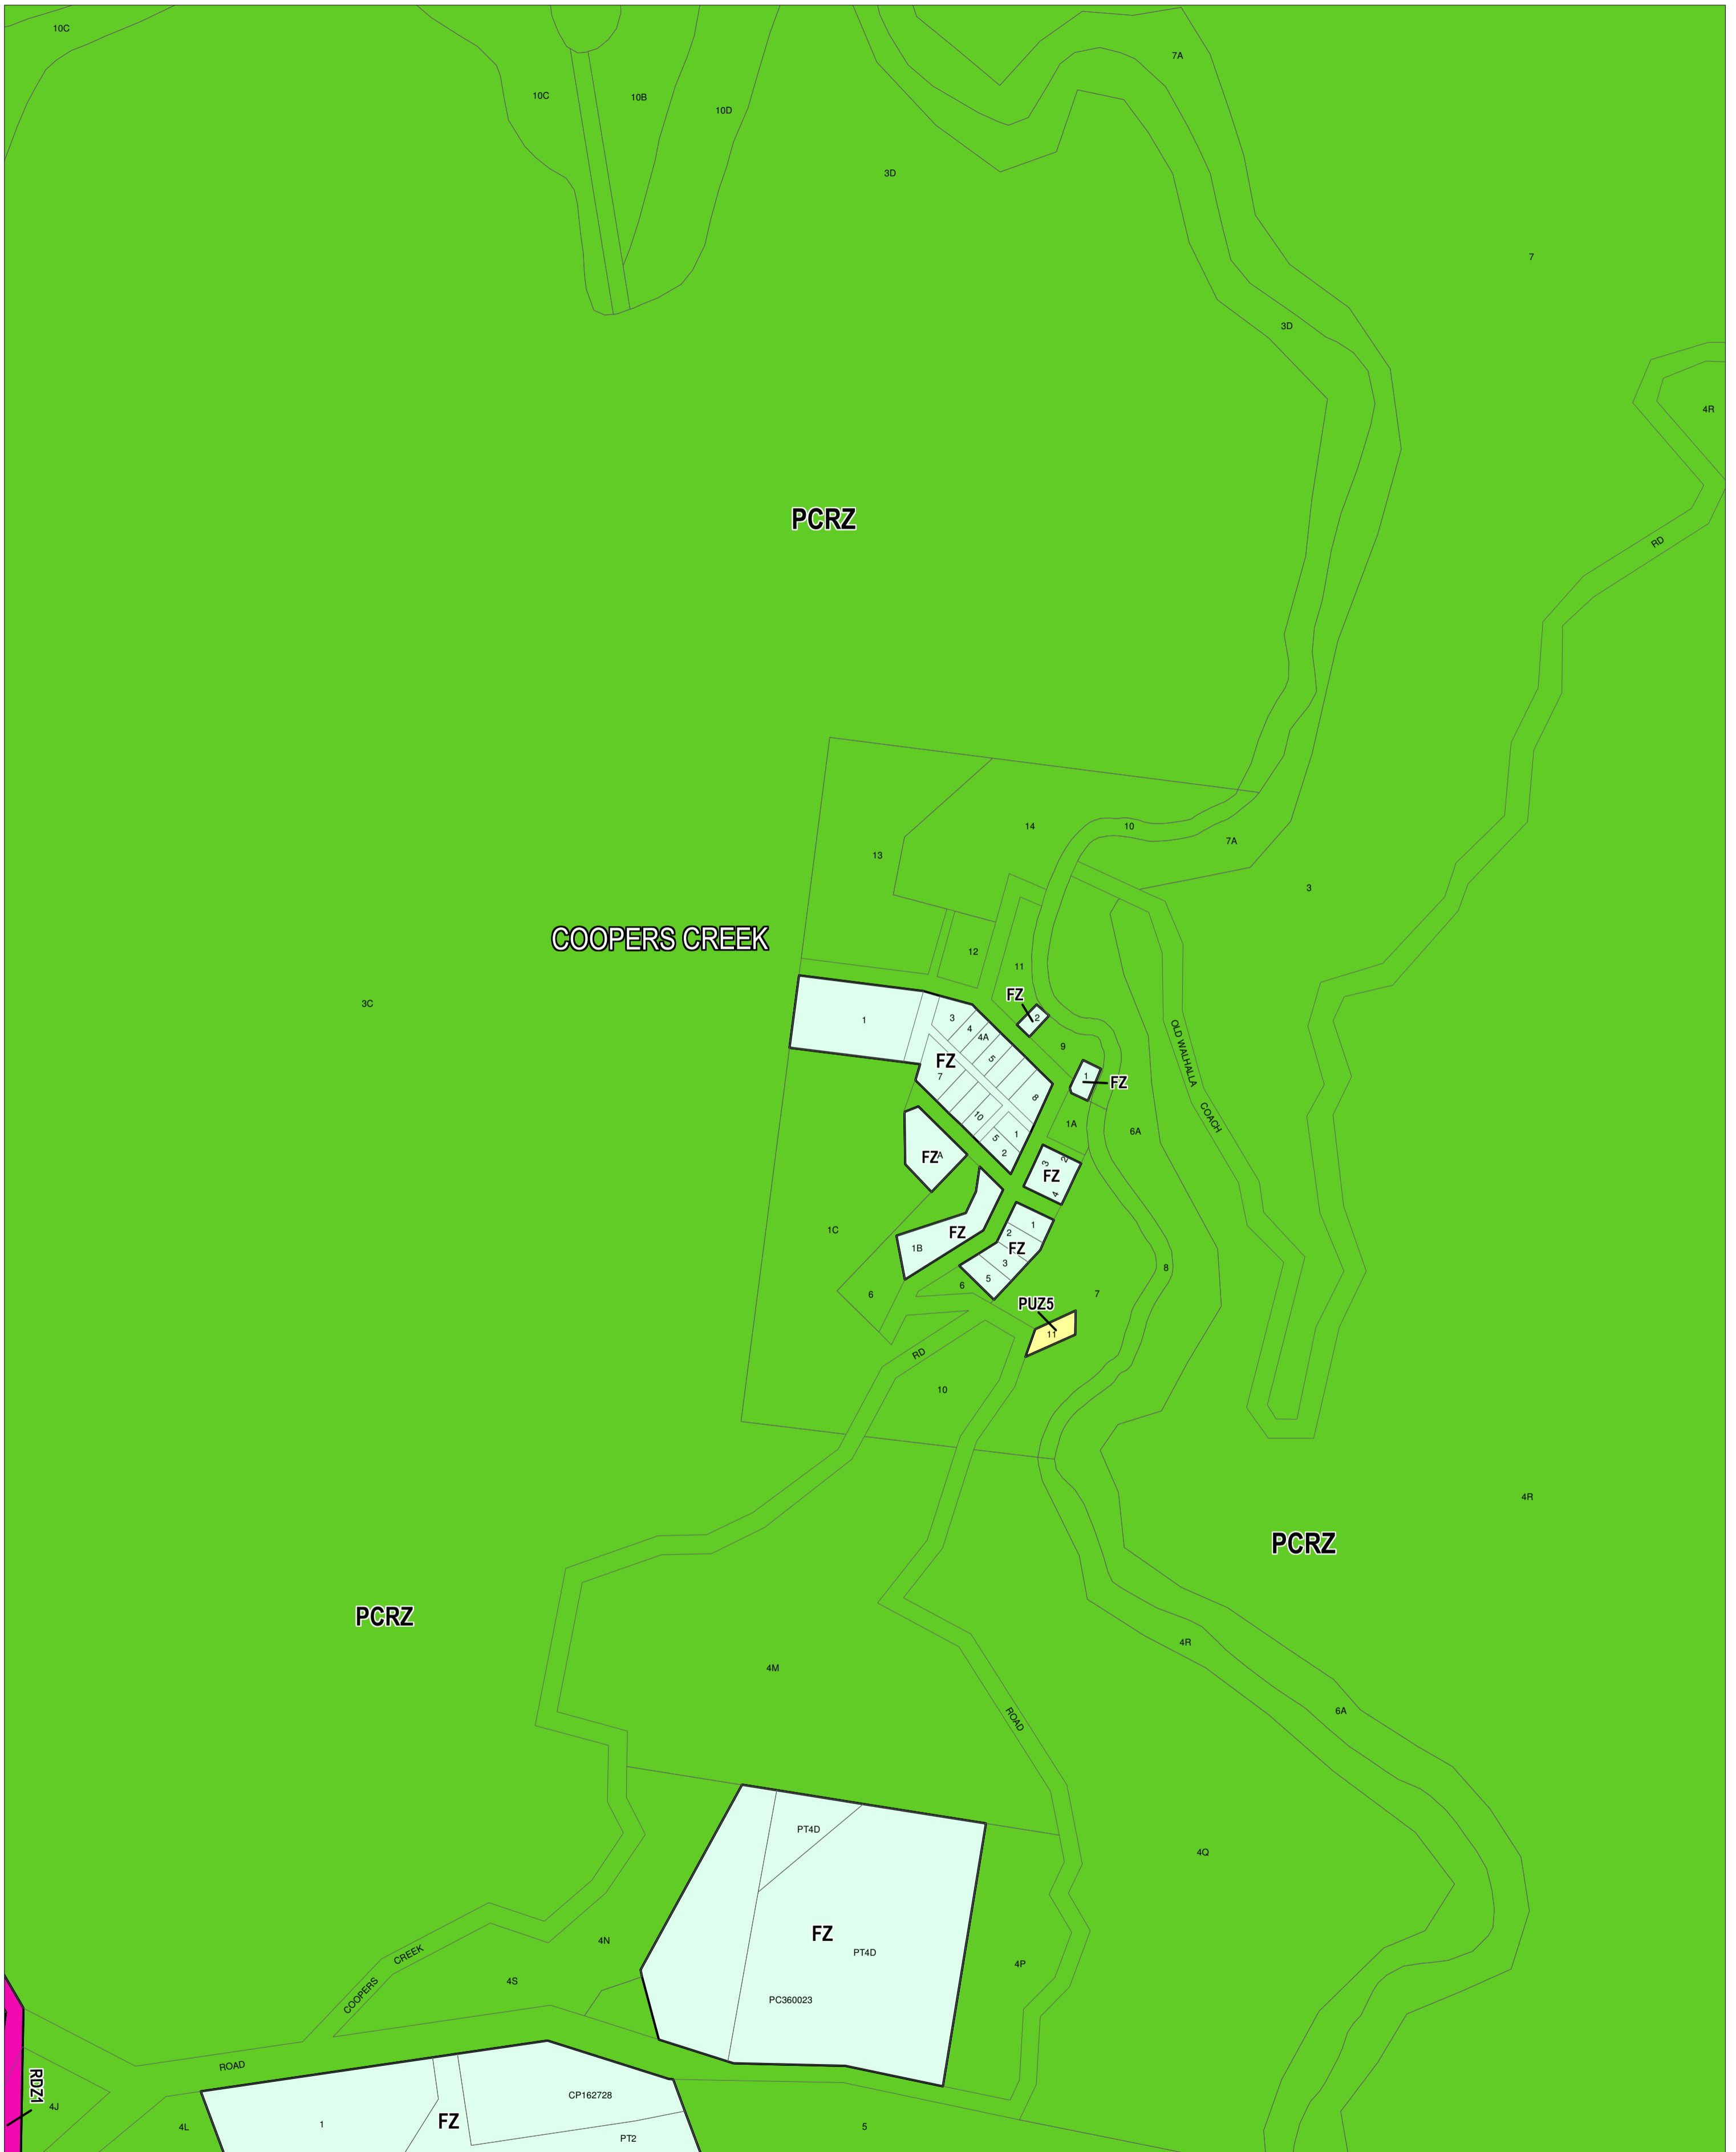 10C
7A
10C
10B
10D
3D
7
3D
4R
PCRZ
RD
14
10
7A
13
3
COOPERS CREEK
12
11
3C
FZ
1
3
2
4
4A
9
5
FZ
7
1
FZ
8
OLD WALHALLA
COACH
10
1A
6A
1
5
2
FZ
A
3
2
FZ
4
1C
1
2
FZ
1B
FZ
3
8
5
6
6
7
PUZ5
11
RD
10
4R
PCRZ
PCRZ
4R
4M
6A
ROAD
PT4D
4Q
FZ
4N
PT4D
CREEK
4P
4S
COOPERS
PC360023
ROAD
RDZ1
CP162728
4J
FZ
1
4L
5
PT2